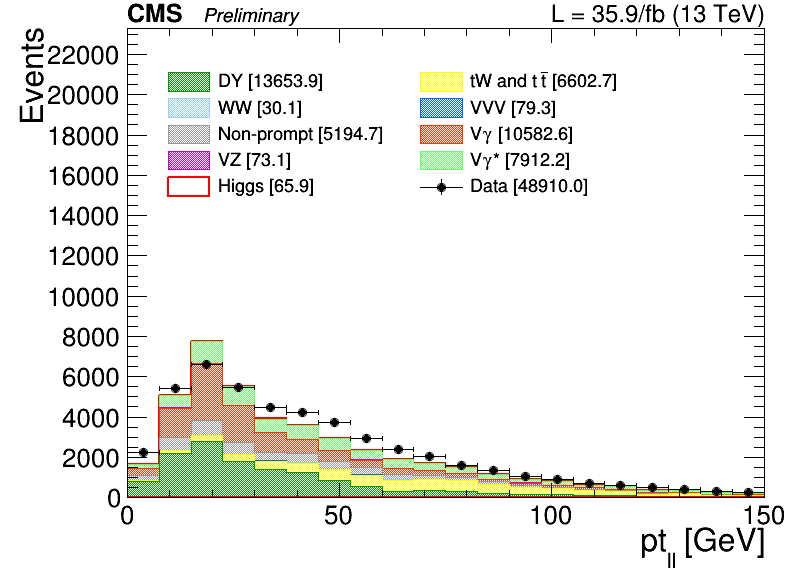 CMS Preliminary L = 35.9/fb (13 TeV)
Events
22000
20000
18000
16000
14000
12000
10000
8000
6000
4000
2000
0
DY [13653.9]
WW [30.1]
Non-prompt [5194.7]
VZ [73.1]
Higgs [65.9]
tW and tt̅ [6602.7]
VVV [79.3]
Vγ [10582.6]
Vγ* [7912.2]
Data [48910.0]
0 50 100 150
pt_ll [GeV]